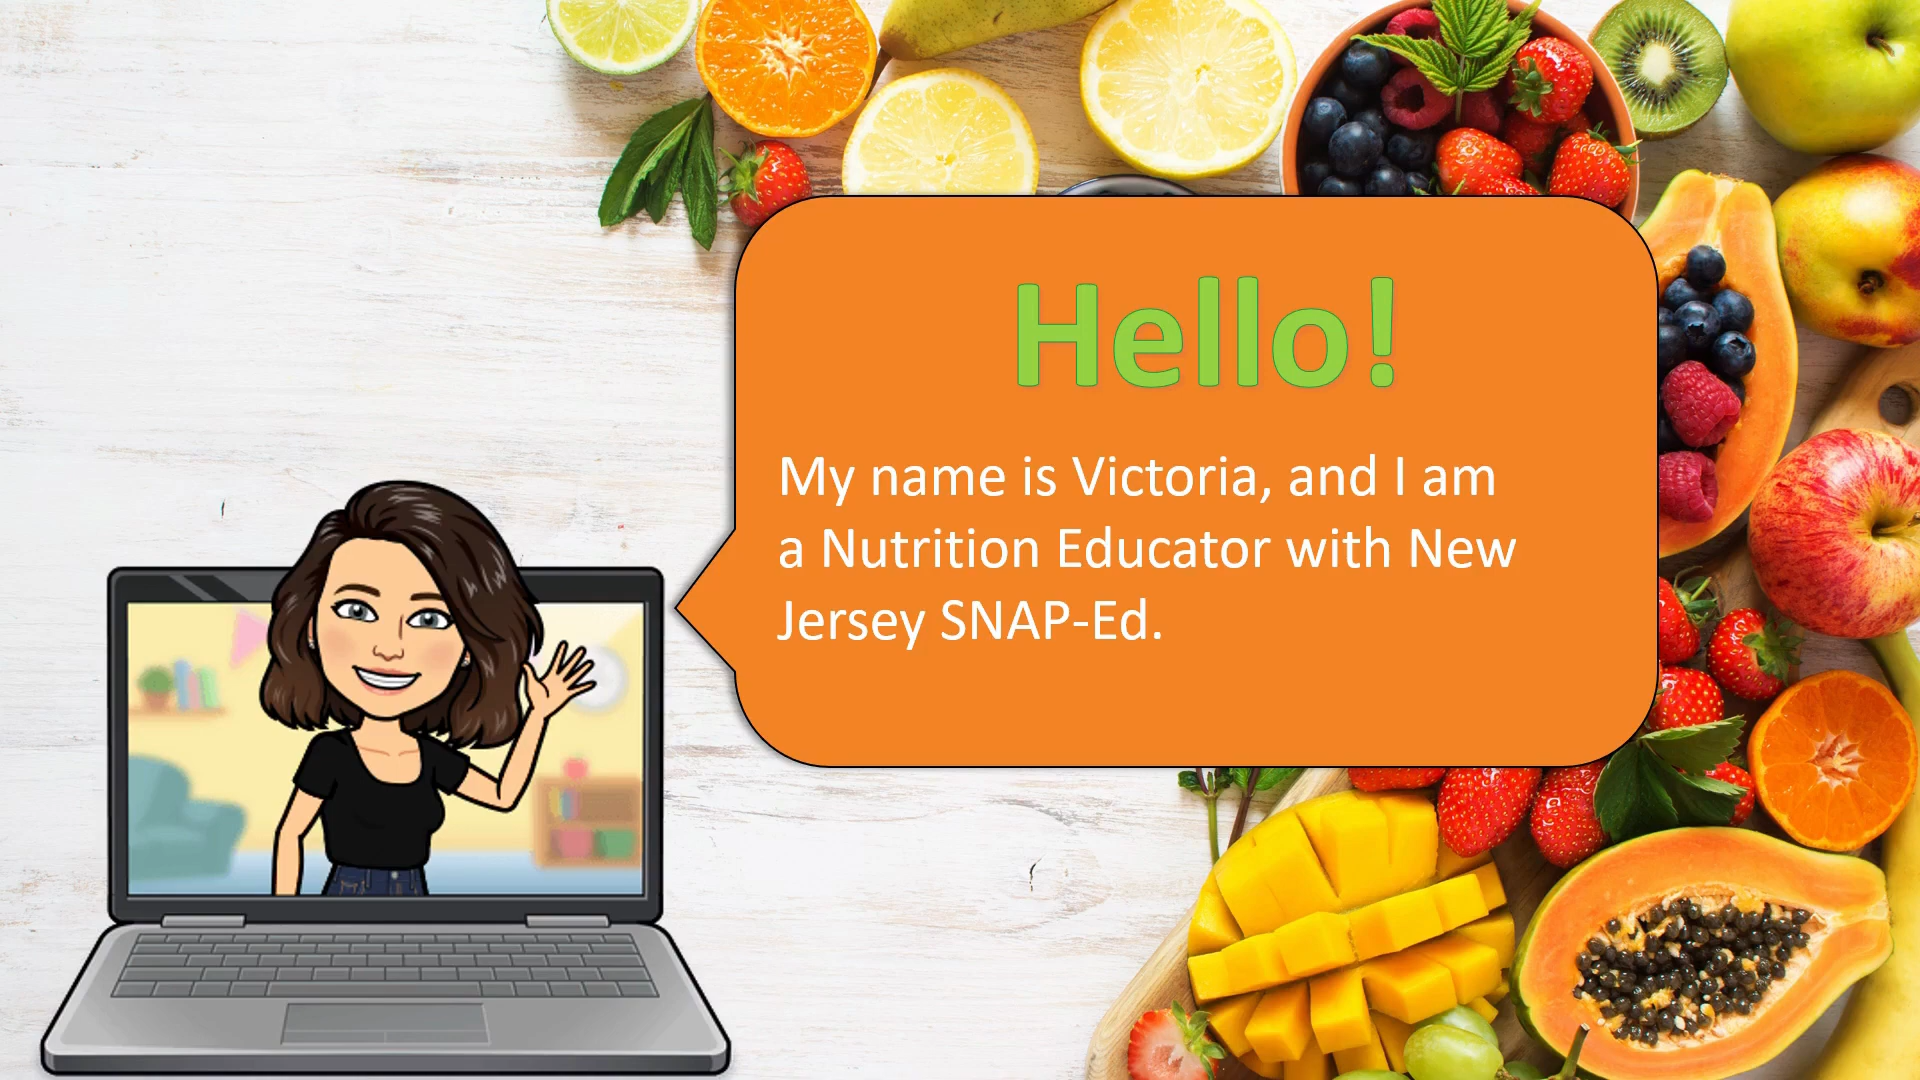 Hello!
My name is Victoria, and I am
a Nutrition Educator with New
Jersey SNAP-Ed.